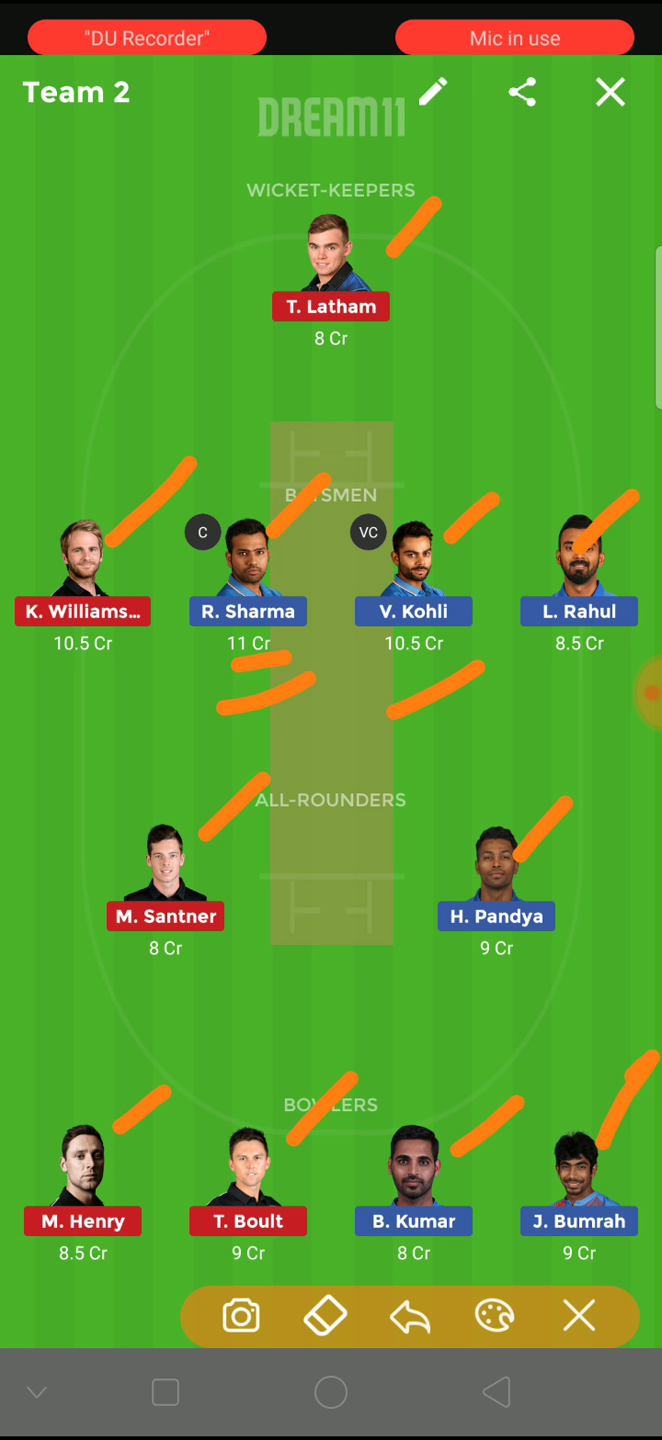 "DU Recorder" Mic in use
Team 2
DREAM11
WICKET-KEEPERS
T. Latham
8 Cr
BATSMEN
C VC
K. Williams... R. Sharma V. Kohli L. Rahul
10.5 Cr 11 Cr 10.5 Cr 8.5 Cr
ALL-ROUNDERS
M. Santner H. Pandya
8 Cr 9 Cr
BOWLERS
M. Henry T. Boult B. Kumar J. Bumrah
8.5 Cr 9 Cr 8 Cr 9 Cr